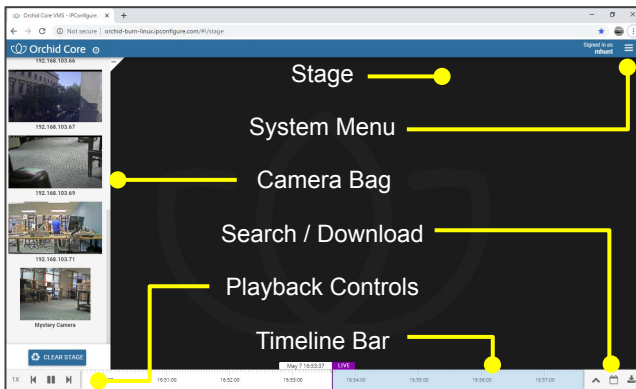 Orchid Core VMS - IPConfigure
Not secure | orchid-burn-linux.ipconfigure.com/#!/stage
Orchid Core
Signed in as
mhunt
192.168.103.66
Stage
192.168.103.67
System Menu
192.168.103.69
Camera Bag
Search / Download
192.168.103.71
Playback Controls
Mystery Camera
Timeline Bar
CLEAR STAGE
May 7 16:53:37 LIVE
1X 16:51:00 16:52:00 16:53:00 16:54:00 16:55:00 16:56:00 16:57:00